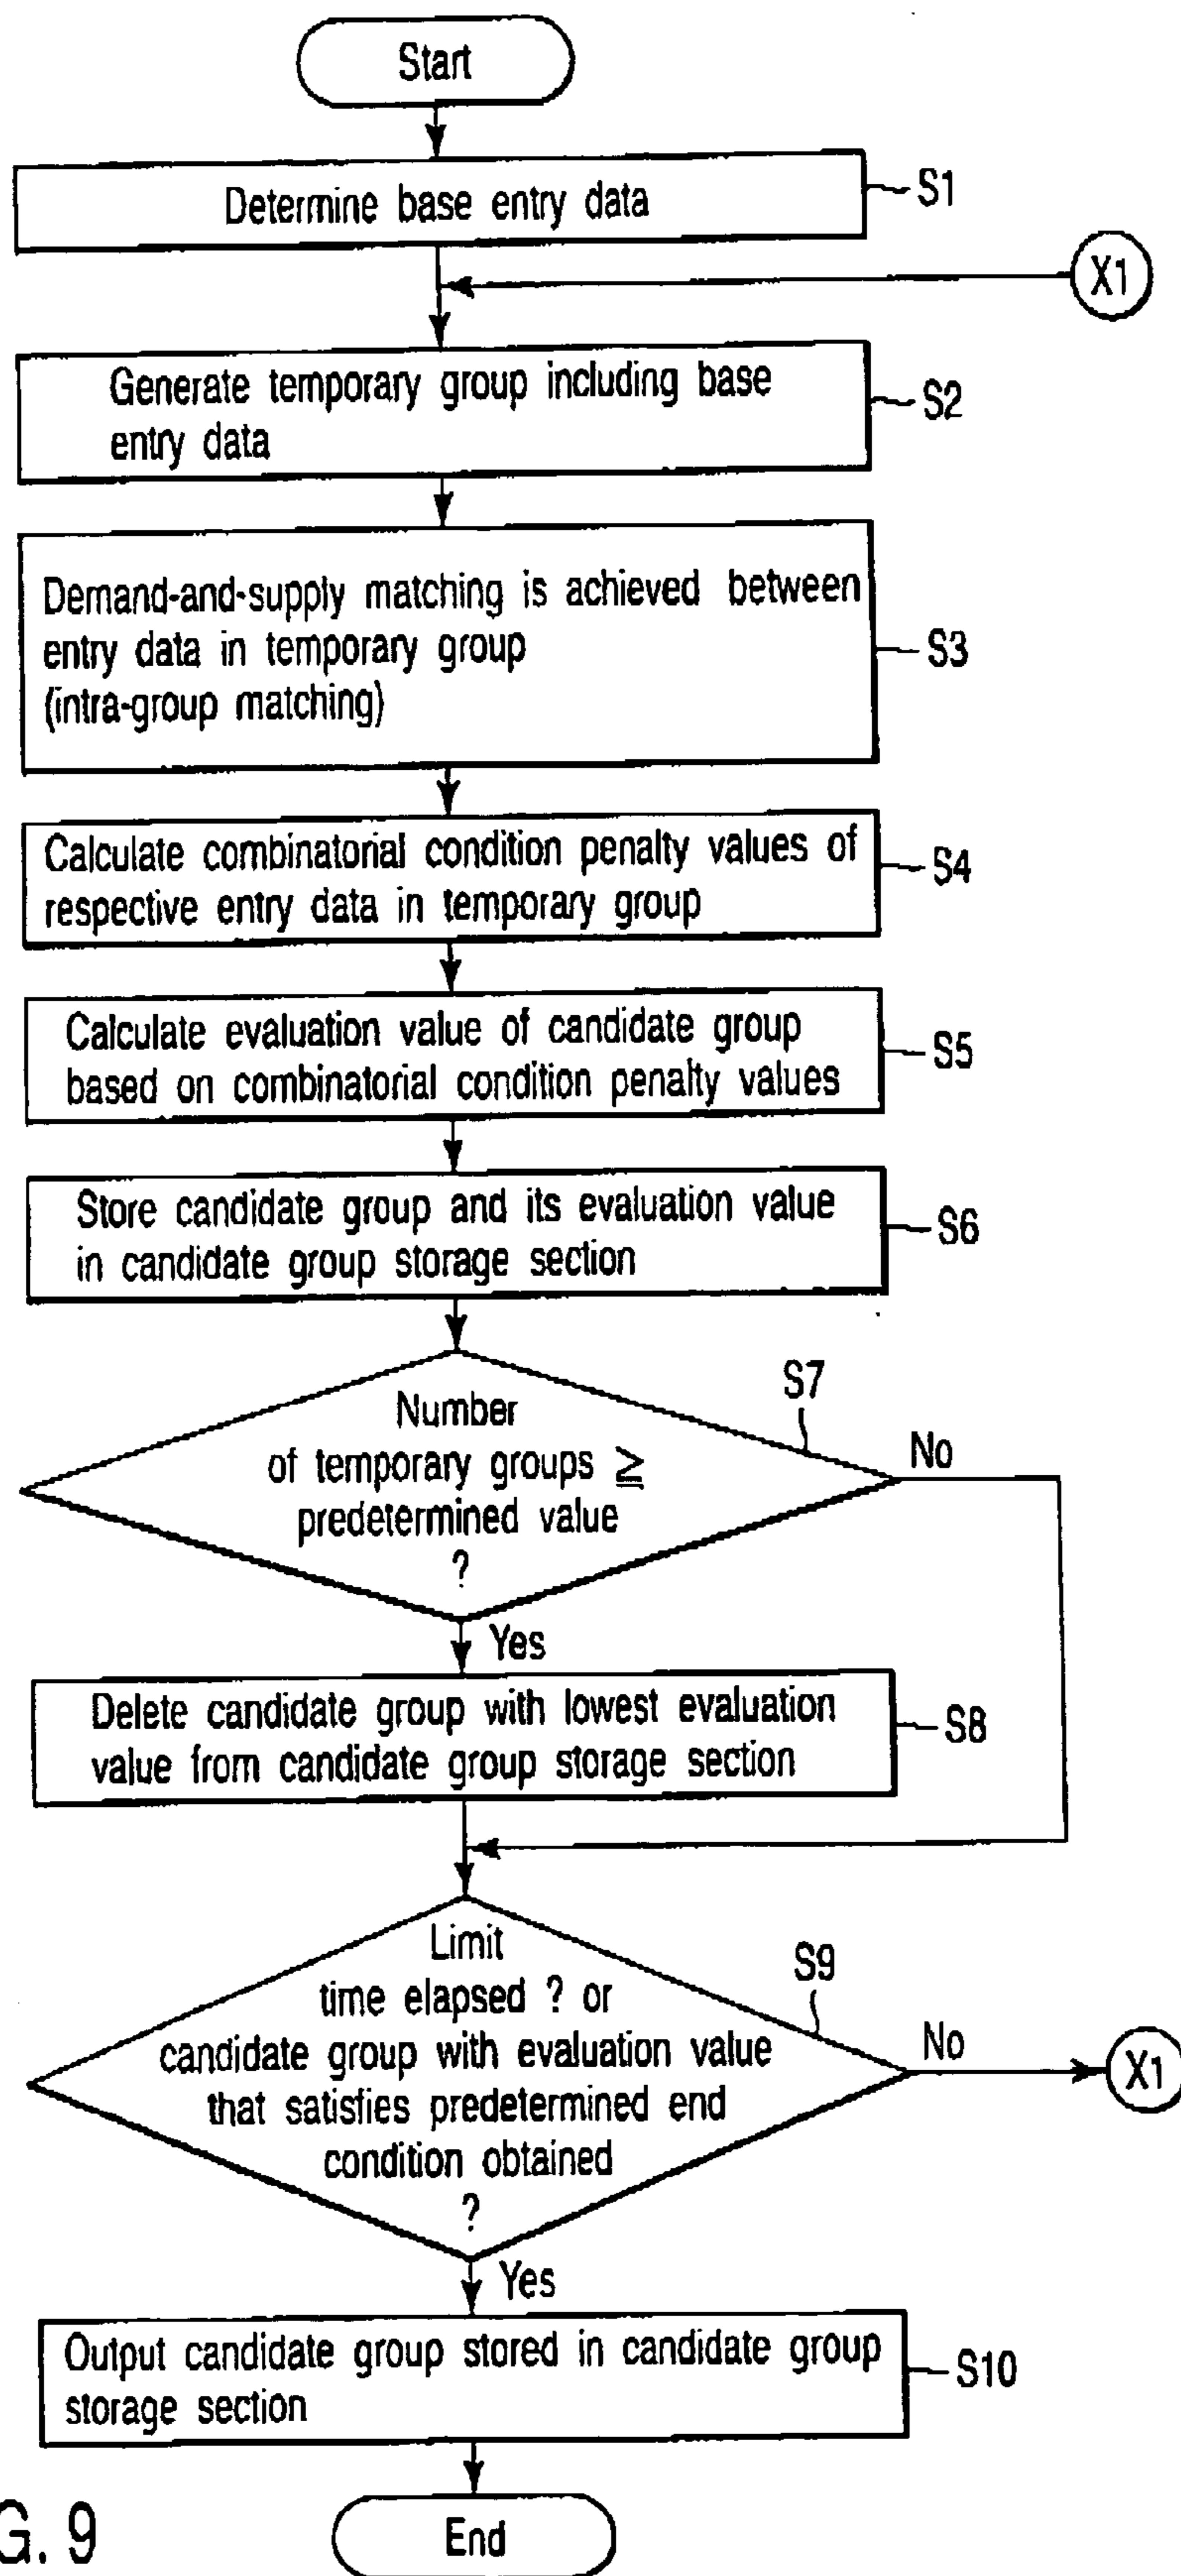 Start
Determine base entry data
S1
X1
Generate temporary group including base
entry data
S2
Demand-and-supply matching is achieved between
entry data in temporary group
(intra-group matching)
S3
Calculate combinatorial condition penalty values of
respective entry data in temporary group
S4
Calculate evaluation value of candidate group
based on combinatorial condition penalty values
S5
Store candidate group and its evaluation value
in candidate group storage section
S6
S7
Number
of temporary groups ≧
predetermined value
?
No
Yes
Delete candidate group with lowest evaluation
value from candidate group storage section
S8
Limit
time elapsed ? or
candidate group with evaluation value
that satisfies predetermined end
condition obtained
?
S9
No
X1
Yes
Output candidate group stored in candidate group
storage section
S10
End
G. 9